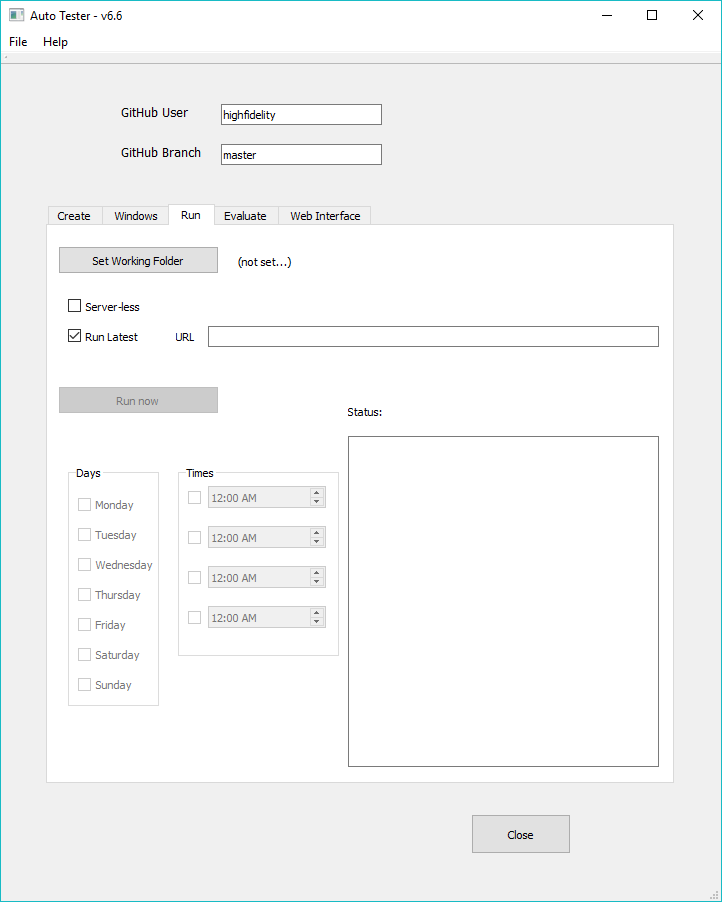 Auto Tester - v6.6
File Help
GitHub User highfidelity
GitHub Branch master
Create Windows Run Evaluate Web Interface
Set Working Folder (not set...)
Server-less
Run Latest URL
Run now
Status:
Days Times
Monday 12:00 AM
Tuesday 12:00 AM
Wednesday 12:00 AM
Thursday 12:00 AM
Friday
Saturday
Sunday
Close